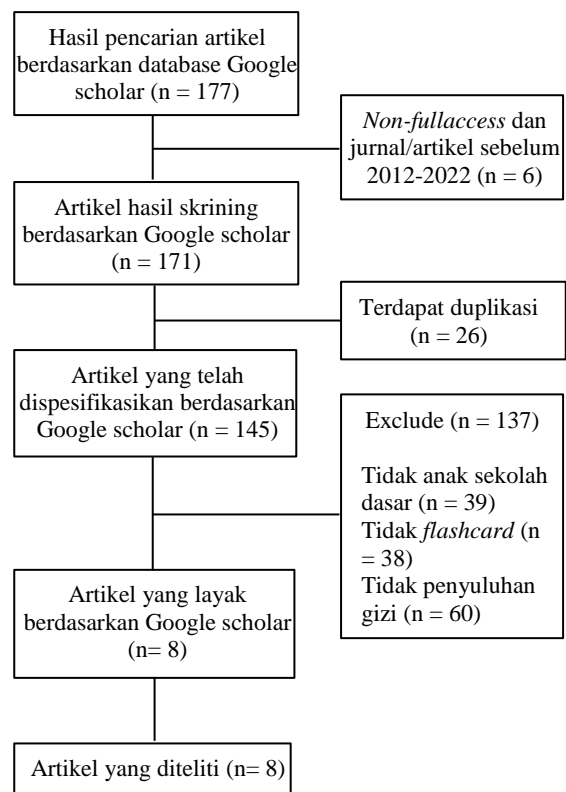 Hasil pencarian artikel
berdasarkan database Google
scholar (n = 177)
Non-fullaccess dan
jurnal/artikel sebelum
2012-2022 (n = 6)
Artikel hasil skrining
berdasarkan Google scholar
(n = 171)
Terdapat duplikasi
(n = 26)
Artikel yang telah
dispesifikasikan berdasarkan
Google scholar (n = 145)
Exclude (n = 137)
Tidak anak sekolah
dasar (n = 39)
Tidak flashcard (n
= 38)
Tidak penyuluhan
gizi (n = 60)
Artikel yang layak
berdasarkan Google scholar
(n= 8)
Artikel yang diteliti (n= 8)